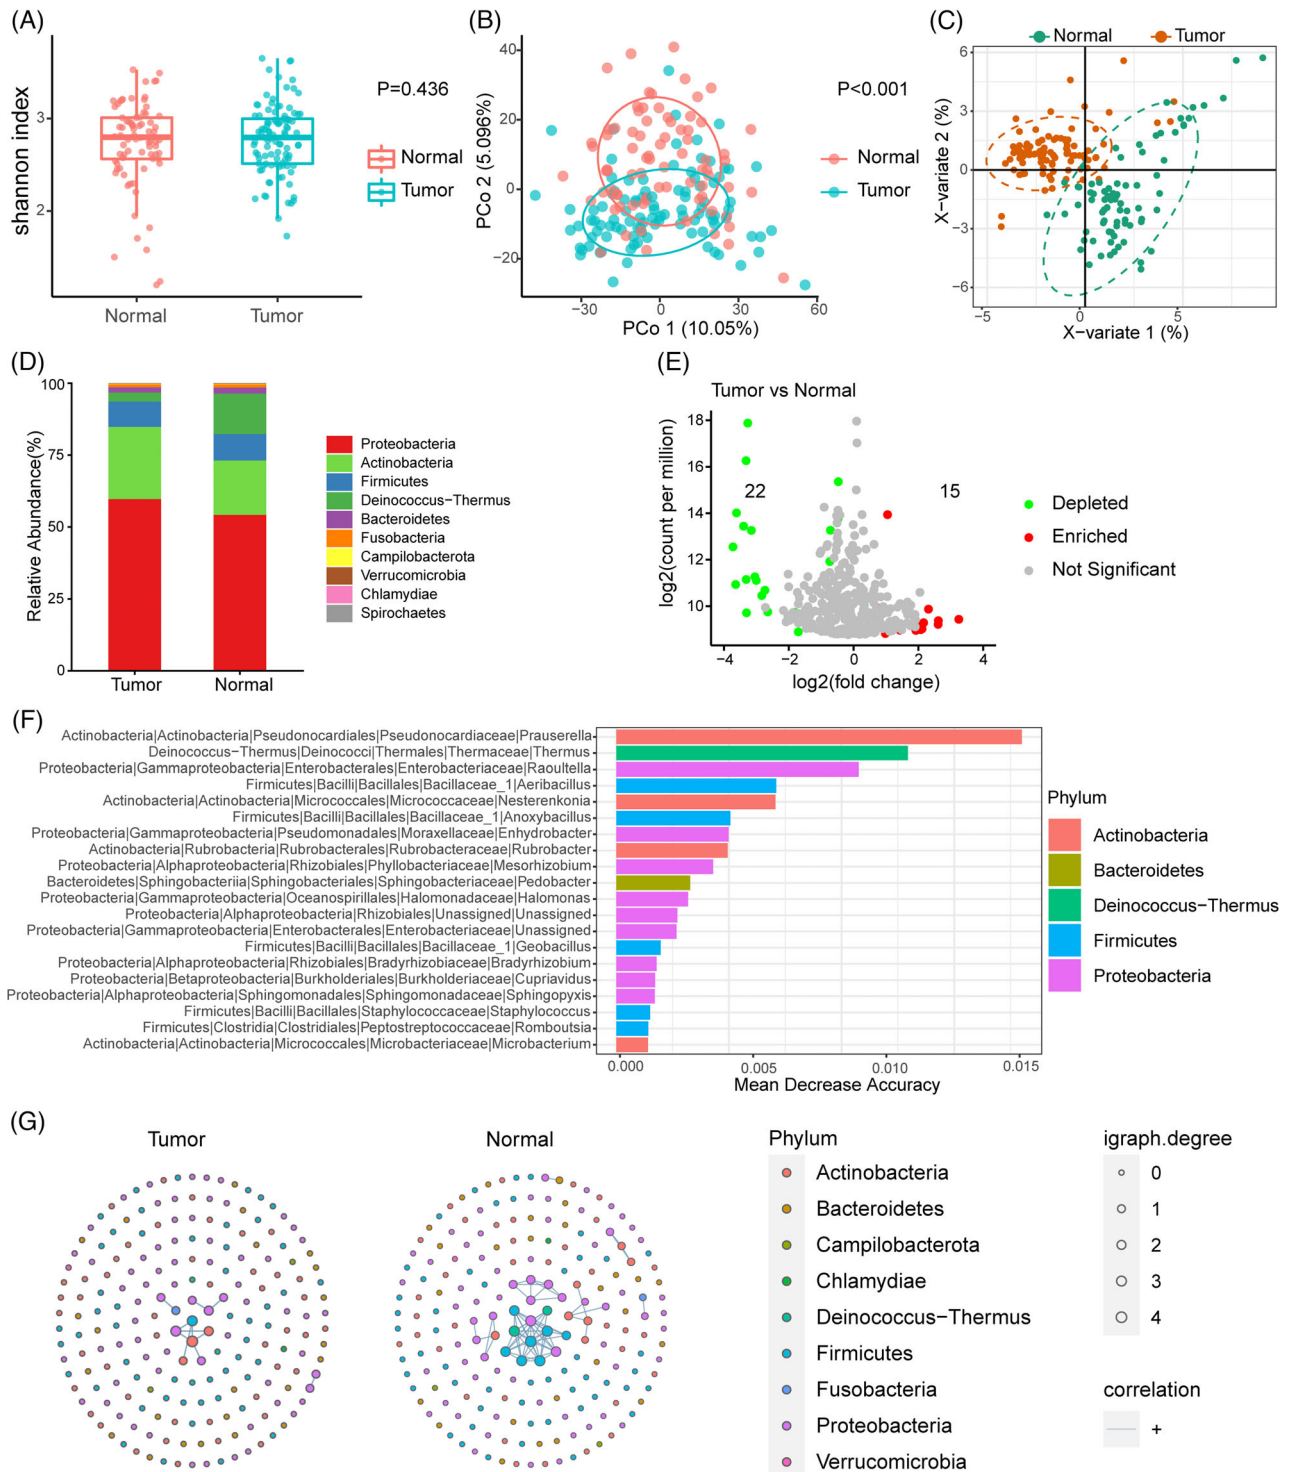 (A)
shannon index
3
2
Normal
Tumor
P=0.436
Normal
Tumor
(B)
PCo 2 (5.096%)
40
20
0
−20
−30
0
30
60
PCo 1 (10.05%)
P<0.001
Normal
Tumor
(C)
Normal
Tumor
X−variate 2 (%)
6
3
0
−3
−6
−5
0
5
X−variate 1 (%)
(D)
Relative Abundance(%)
100
75
50
25
0
Tumor
Normal
Proteobacteria
Actinobacteria
Firmicutes
Deinococcus−Thermus
Bacteroidetes
Fusobacteria
Campilobacterota
Verrucomicrobia
Chlamydiae
Spirochaetes
(E)
Tumor vs Normal
log2(count per million)
18
16
14
12
10
22
15
−4
−2
0
2
4
log2(fold change)
Depleted
Enriched
Not Significant
(F)
Actinobacteria|Actinobacteria|Pseudonocardiales|Pseudonocardiaceae|Prauserella
Deinococcus−Thermus|Deinococci|Thermales|Thermaceae|Thermus
Proteobacteria|Gammaproteobacteria|Enterobacterales|Enterobacteriaceae|Raoultella
Firmicutes|Bacilli|Bacillales|Bacillaceae_1|Aeribacillus
Actinobacteria|Actinobacteria|Micrococcales|Micrococcaceae|Nesterenkonia
Firmicutes|Bacilli|Bacillales|Bacillaceae_1|Anoxybacillus
Proteobacteria|Gammaproteobacteria|Pseudomonadales|Moraxellaceae|Enhydrobacter
Actinobacteria|Rubrobacteria|Rubrobacterales|Rubrobacteraceae|Rubrobacter
Proteobacteria|Alphaproteobacteria|Rhizobiales|Phyllobacteriaceae|Mesorhizobium
Bacteroidetes|Sphingobacteriia|Sphingobacteriales|Sphingobacteriaceae|Pedobacter
Proteobacteria|Gammaproteobacteria|Oceanospirillales|Halomonadaceae|Halomonas
Proteobacteria|Alphaproteobacteria|Rhizobiales|Unassigned|Unassigned
Proteobacteria|Gammaproteobacteria|Enterobacterales|Enterobacteriaceae|Unassigned
Firmicutes|Bacilli|Bacillales|Bacillaceae_1|Geobacillus
Proteobacteria|Alphaproteobacteria|Rhizobiales|Bradyrhizobiaceae|Bradyrhizobium
Proteobacteria|Betaproteobacteria|Burkholderiales|Burkholderiaceae|Cupriavidus
Proteobacteria|Alphaproteobacteria|Sphingomonadales|Sphingomonadaceae|Sphingopyxis
Firmicutes|Bacilli|Bacillales|Staphylococcaceae|Staphylococcus
Firmicutes|Clostridia|Clostridiales|Peptostreptococcaceae|Romboutsia
Actinobacteria|Actinobacteria|Micrococcales|Microbacteriaceae|Microbacterium
0.000
0.005
0.010
0.015
Mean Decrease Accuracy
Phylum
Actinobacteria
Bacteroidetes
Deinococcus−Thermus
Firmicutes
Proteobacteria
(G)
Tumor
Normal
Phylum
Actinobacteria
Bacteroidetes
Campilobacterota
Chlamydiae
Deinococcus−Thermus
Firmicutes
Fusobacteria
Proteobacteria
Verrucomicrobia
igraph.degree
0
1
2
3
4
correlation
+